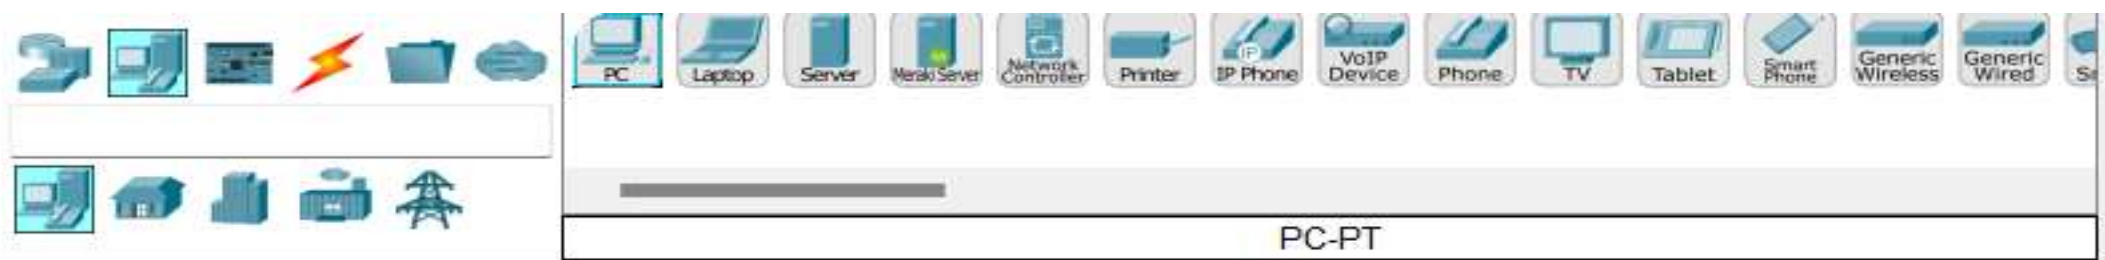 PC
Laptop
Server
Meraki Server
Network
Controller
Printer
IP
IP Phone
VoIP
Device
Phone
TV
Tablet
Smart
Phone
Generic
Wireless
Generic
Wired
PC-PT